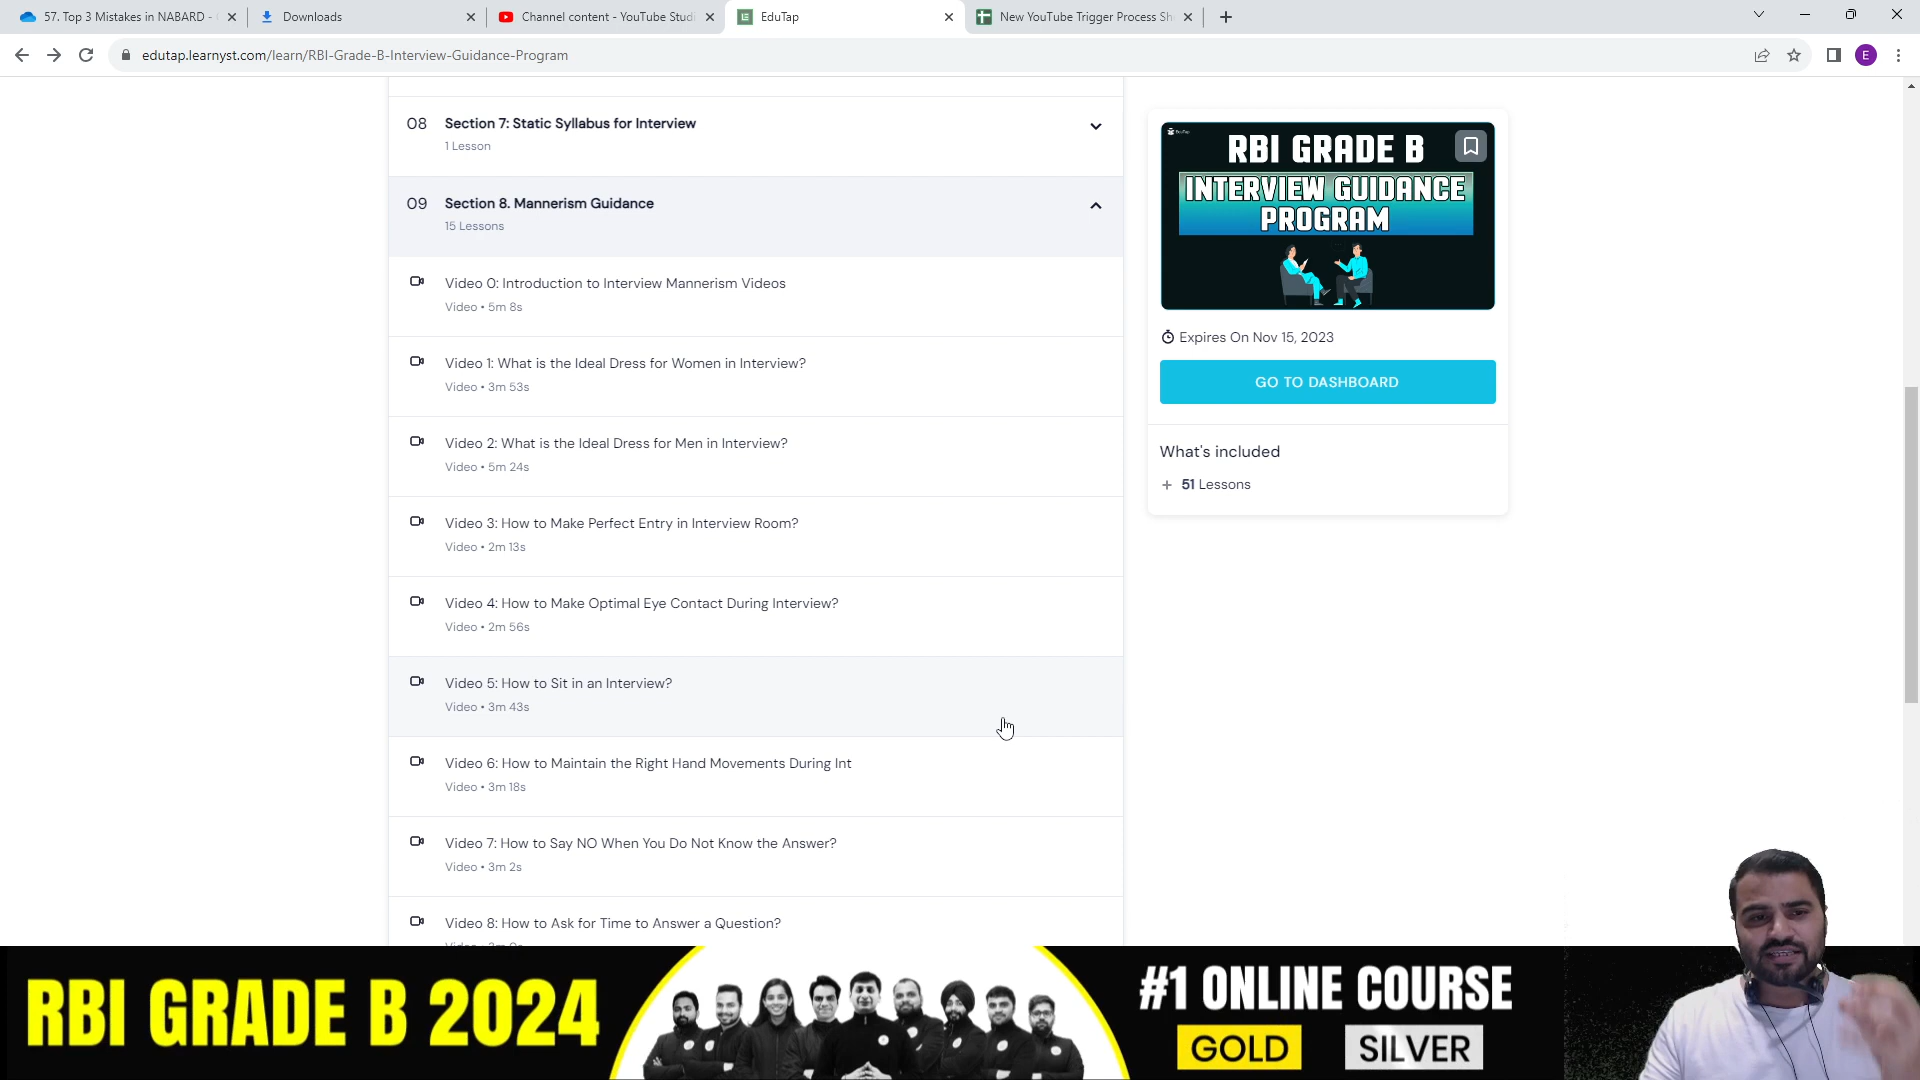 57. Top 3 Mistakes in NABARD -
Downloads
Channel content - YouTube Studi
EduTap
New YouTube Trigger Process Sh
edutap.learnyst.com/learn/RBI-Grade-B-Interview-Guidance-Program
E
08 Section 7: Static Syllabus for Interview
1 Lesson
09 Section 8. Mannerism Guidance
15 Lessons
Video 0: Introduction to Interview Mannerism Videos
Video • 5m 8s
Video 1: What is the Ideal Dress for Women in Interview?
Video • 3m 53s
Video 2: What is the Ideal Dress for Men in Interview?
Video • 5m 24s
Video 3: How to Make Perfect Entry in Interview Room?
Video • 2m 13s
Video 4: How to Make Optimal Eye Contact During Interview?
Video • 2m 56s
Video 5: How to Sit in an Interview?
Video • 3m 43s
Video 6: How to Maintain the Right Hand Movements During Int
Video • 3m 18s
Video 7: How to Say NO When You Do Not Know the Answer?
Video • 3m 2s
Video 8: How to Ask for Time to Answer a Question?
EduTap
RBI GRADE B
INTERVIEW GUIDANCE
PROGRAM
Expires On Nov 15, 2023
GO TO DASHBOARD
What's included
+ 51 Lessons
RBI GRADE B 2024
#1 ONLINE COURSE
GOLD
SILVER